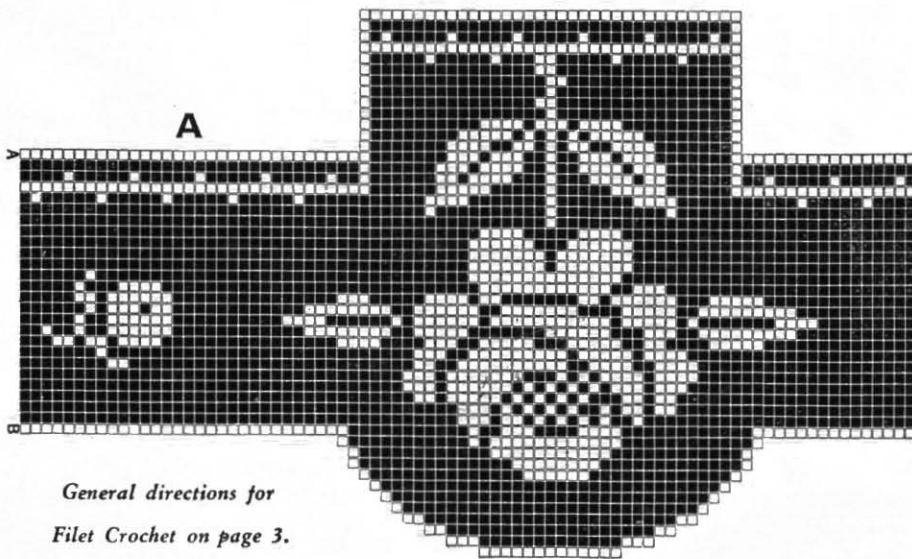 A
A
B
General directions for
Filet Crochet on page 3.